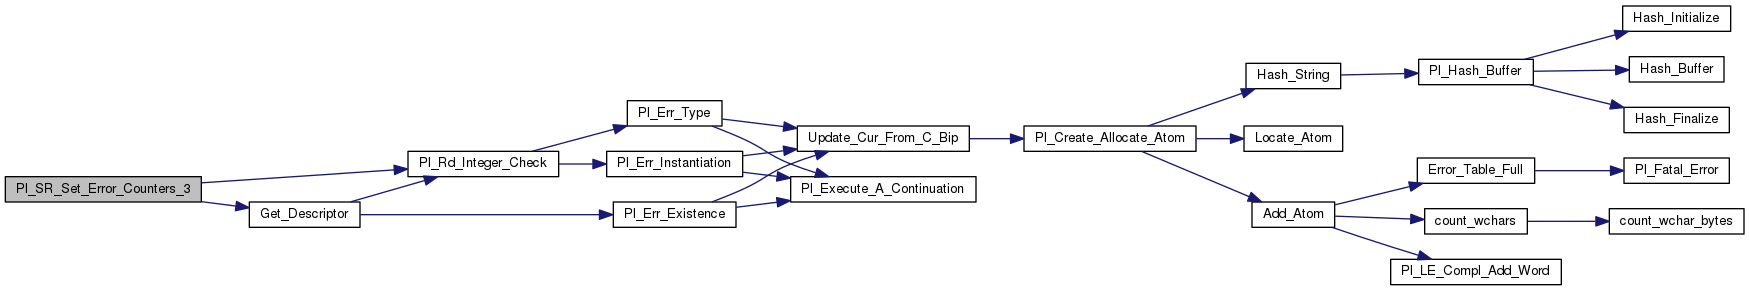 Pl_SR_Set_Error_Counters_3
Get_Descriptor
Pl_Rd_Integer_Check
Pl_Err_Type
Pl_Err_Instantiation
Pl_Err_Existence
Update_Cur_From_C_Bip
Pl_Execute_A_Continuation
Pl_Create_Allocate_Atom
Hash_String
Locate_Atom
Add_Atom
Pl_Hash_Buffer
Error_Table_Full
count_wchars
Pl_LE_Compl_Add_Word
Hash_Initialize
Hash_Buffer
Hash_Finalize
Pl_Fatal_Error
count_wchar_bytes